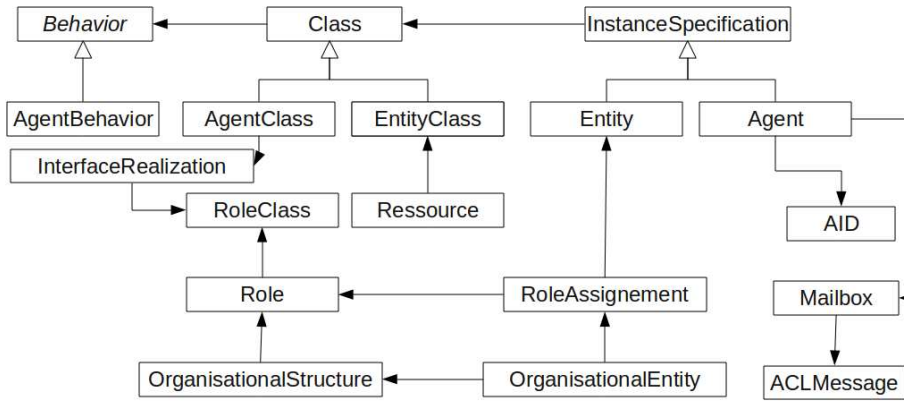 Behavior
Class
InstanceSpecification
AgentBehavior
AgentClass
EntityClass
Entity
Agent
InterfaceRealization
RoleClass
Ressource
AID
Role
RoleAssignement
Mailbox
OrganisationalStructure
OrganisationalEntity
ACLMessage